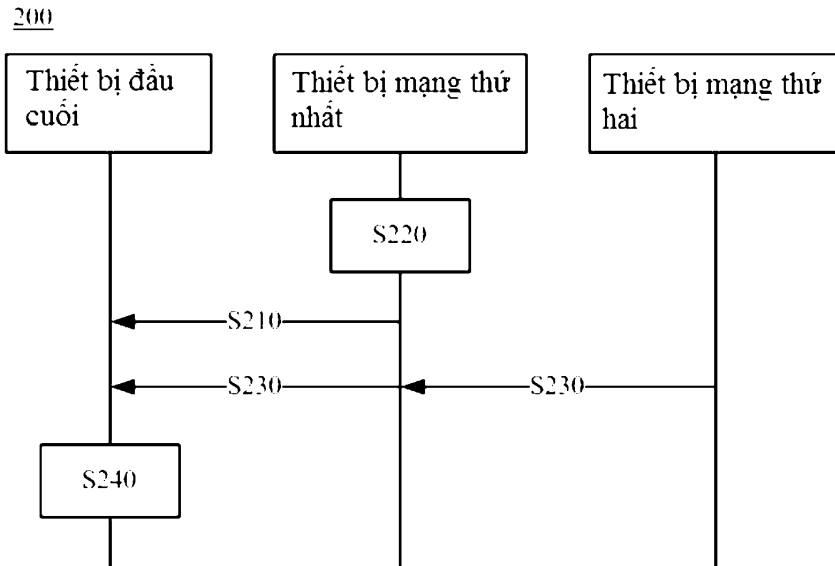 200
Thiết bị đầu
cuối
Thiết bị mạng thứ
nhất
Thiết bị mạng thứ
hai
S220
S210
S230
S230
S240